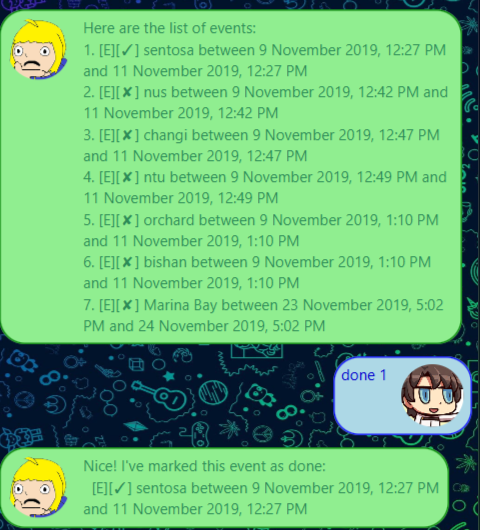 Here are the list of events:
1. [E][✓] sentosa between 9 November 2019, 12:27 PM
and 11 November 2019, 12:27 PM
2. [E][✘] nus between 9 November 2019, 12:42 PM and
11 November 2019, 12:42 PM
3. [E][✘] changi between 9 November 2019, 12:47 PM
and 11 November 2019, 12:47 PM
4. [E][✘] ntu between 9 November 2019, 12:49 PM and
11 November 2019, 12:49 PM
5. [E][✘] orchard between 9 November 2019, 1:10 PM
and 11 November 2019, 1:10 PM
6. [E][✘] bishan between 9 November 2019, 1:10 PM
and 11 November 2019, 1:10 PM
7. [E][✘] Marina Bay between 23 November 2019, 5:02
PM and 24 November 2019, 5:02 PM
done 1
Nice! I've marked this event as done:
[E][✓] sentosa between 9 November 2019, 12:27 PM
and 11 November 2019, 12:27 PM